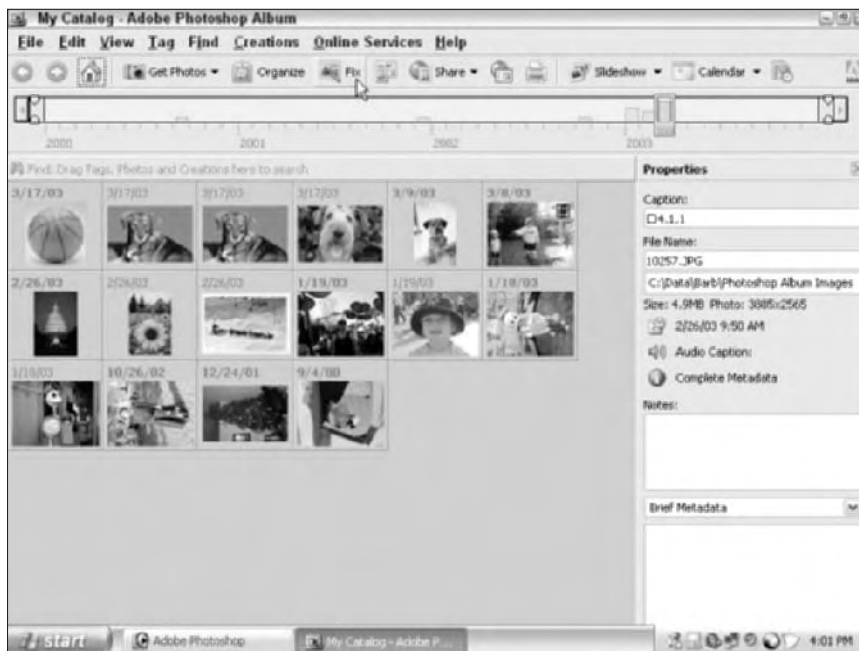 My Catalog - Adobe Photoshop Album
File Edit View Tag Find Creations Online Services Help
Get Photos Organize Fix Share Slideshow Calendar
2000 2001 2002 2003
Find: Drag Tags, Photos and Creations here to search
Properties
3/17/03 3/17/03 3/17/03 3/17/03 3/9/03 3/8/03
Caption:
D4.1.1
File Name:
10257.JPG
C:\Data\Barb\Photoshop Album Images
2/26/03 2/26/03 2/26/03 1/19/03 1/19/03 1/18/03
Size: 4.9MB Photo: 3885x2565
2/26/03 9:50 AM
Audio Caption:
Complete Metadata
1/18/03 10/26/02 12/24/01 9/4/00
Notes:
Brief Metadata
start Adobe Photoshop My Catalog - Adobe P... 4:01 PM